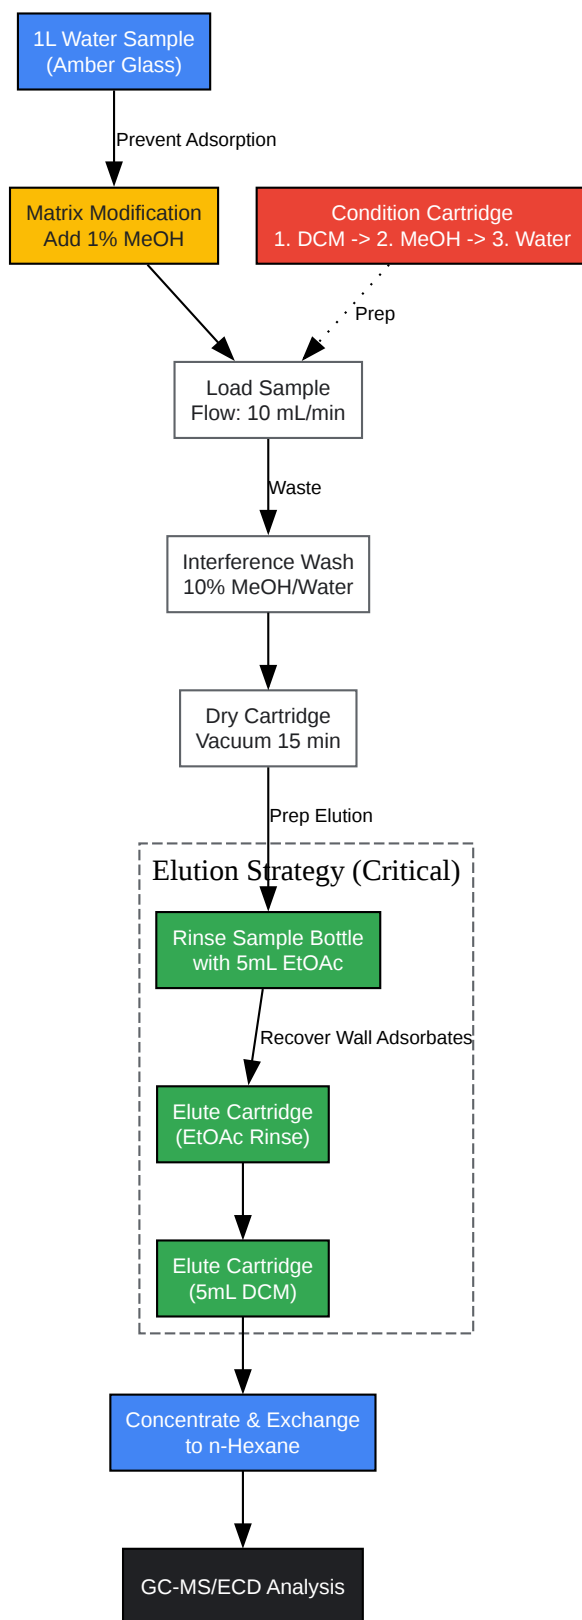 1L Water Sample
(Amber Glass)
Prevent Adsorption
Matrix Modification
Add 1% MeOH
Condition Cartridge
1. DCM -> 2. MeOH -> 3. Water
Prep
Load Sample
Flow: 10 mL/min
Waste
Interference Wash
10% MeOH/Water
Dry Cartridge
Vacuum 15 min
Prep Elution
Elution Strategy (Critical)
Rinse Sample Bottle
with 5mL EtOAc
Recover Wall Adsorbates
Elute Cartridge
(EtOAc Rinse)
Elute Cartridge
(5mL DCM)
Concentrate & Exchange
to n-Hexane
GC-MS/ECD Analysis